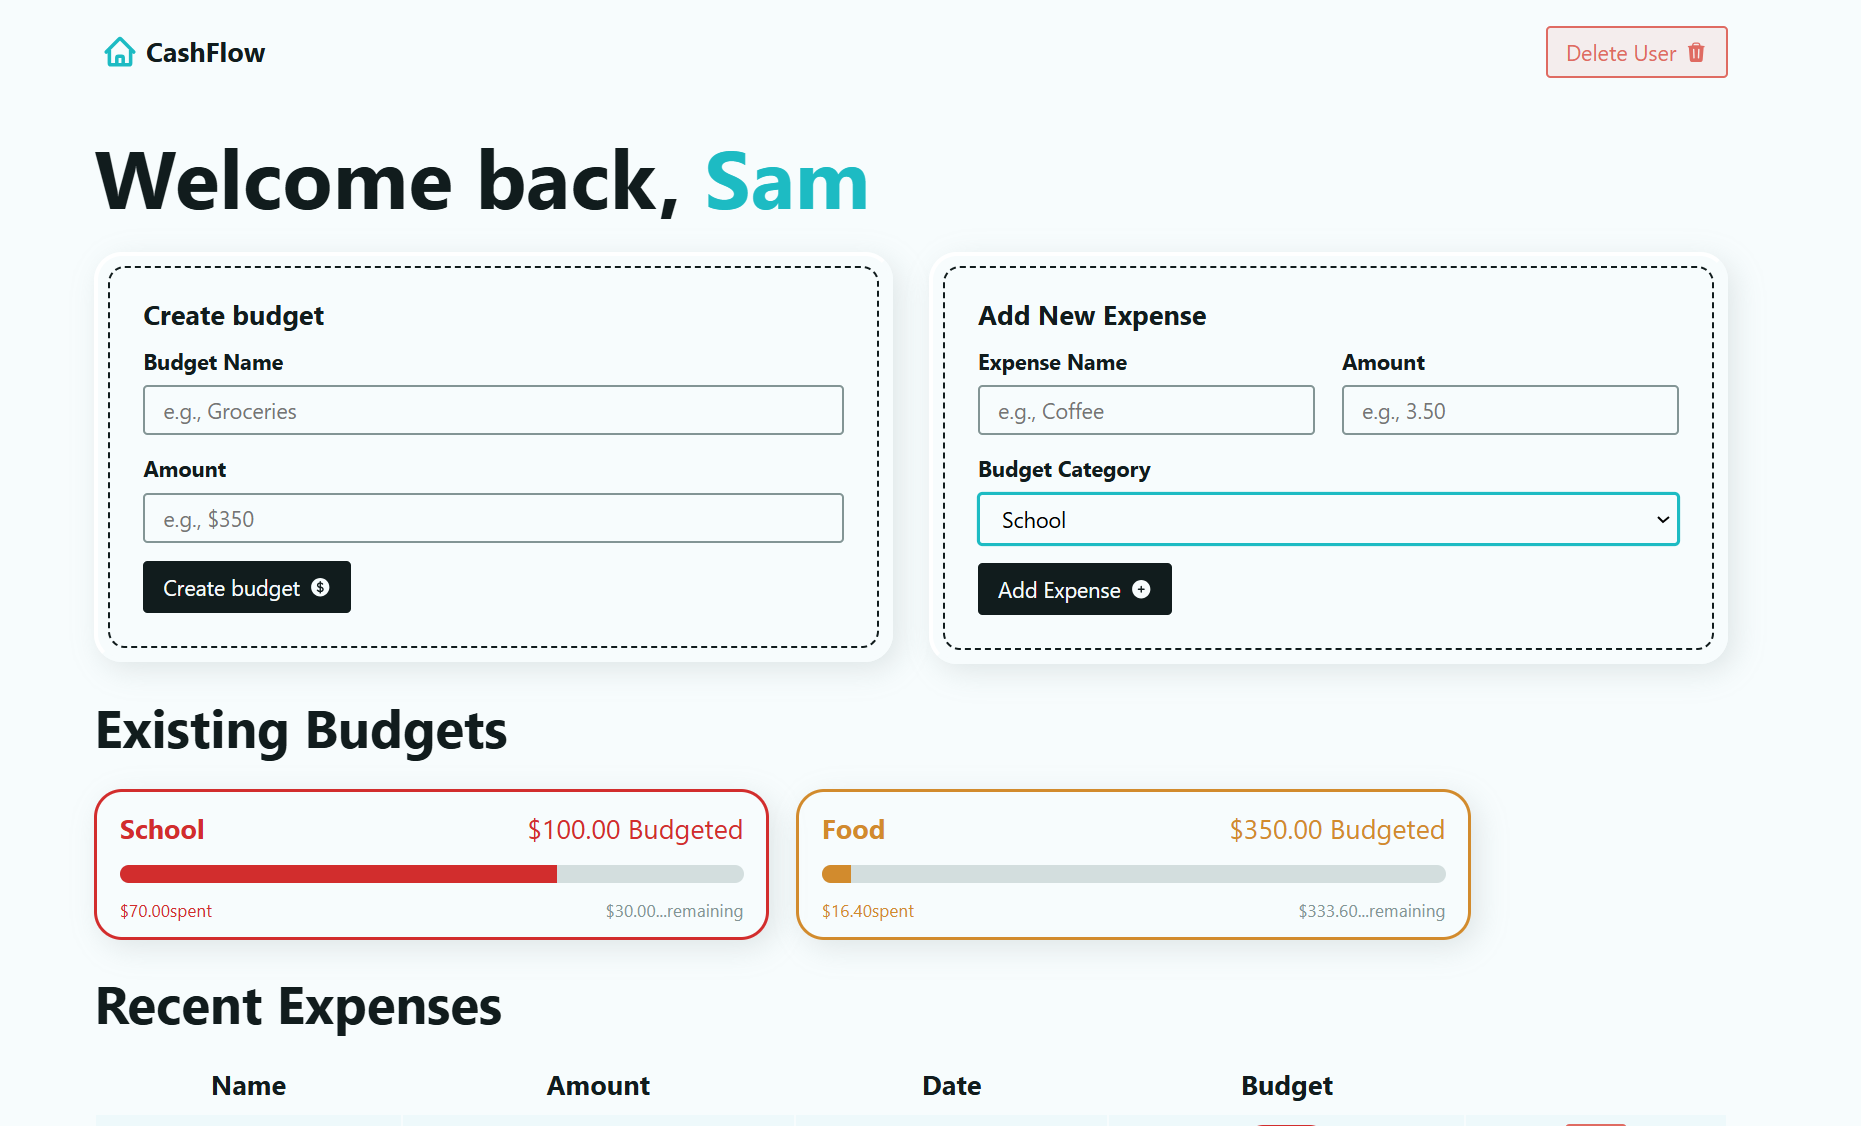 CashFlow
Delete User
Welcome back, Sam
Create budget
Budget Name
e.g., Groceries
Amount
e.g., $350
Create budget
Add New Expense
Expense Name
Amount
e.g., Coffee
e.g., 3.50
Budget Category
School
Add Expense
Existing Budgets
School
$100.00 Budgeted
$70.00spent
$30.00...remaining
Food
$350.00 Budgeted
$16.40spent
$333.60...remaining
Recent Expenses
Name
Amount
Date
Budget